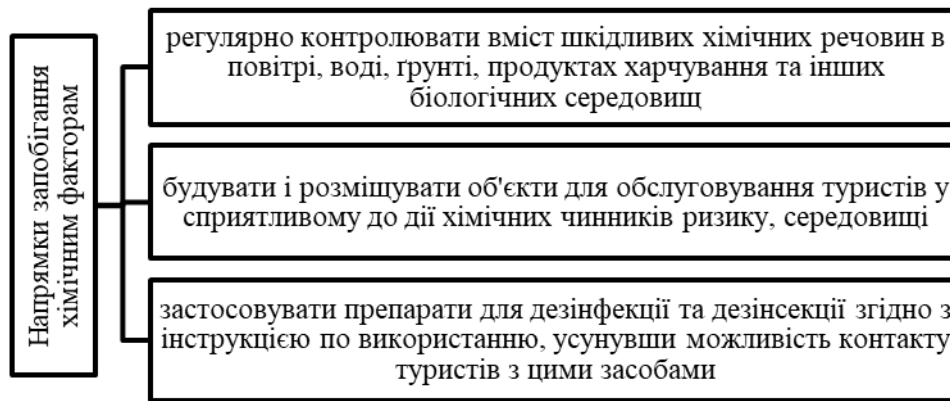 Напрямки запобігання
хімічним факторам
регулярно контролювати вміст шкідливих хімічних речовин в
повітрі, воді, ґрунті, продуктах харчування та інших
біологічних середовищ
будувати і розміщувати об'єкти для обслуговування туристів у
сприятливому до дії хімічних чинників ризику, середовищі
застосовувати препарати для дезінфекції та дезінсекції згідно з
інструкцією по використанню, усунувши можливість контакту
туристів з цими засобами